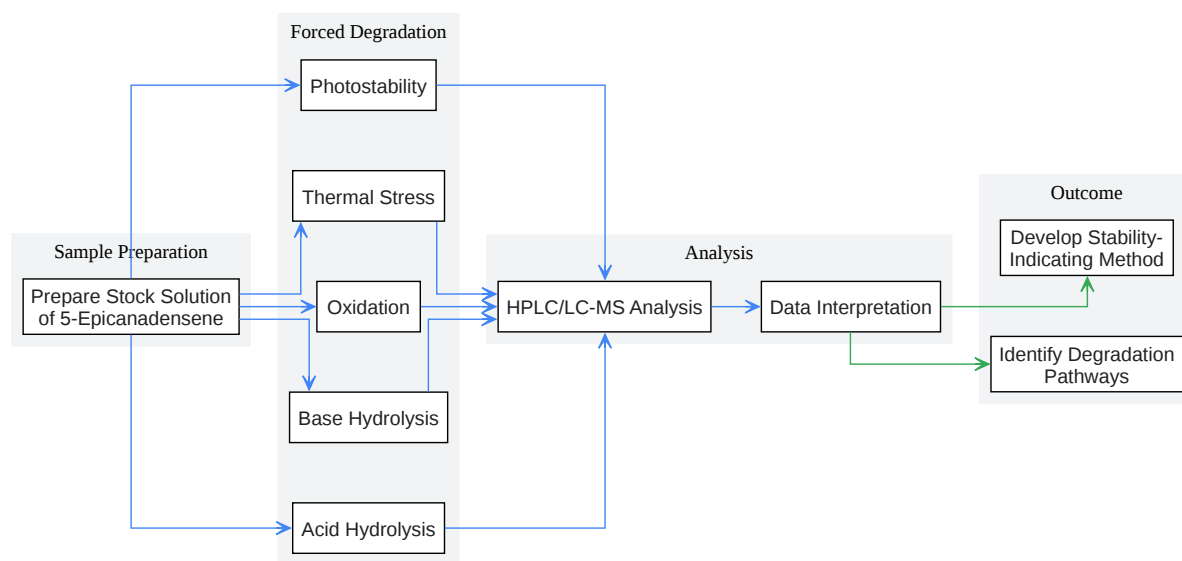 Forced Degradation
Photostability
Thermal Stress
Oxidation
Base Hydrolysis
Acid Hydrolysis
Sample Preparation
Prepare Stock Solution
of 5-Epicanadensene
Analysis
HPLC/LC-MS Analysis
Data Interpretation
Outcome
Develop Stability-
Indicating Method
Identify Degradation
Pathways